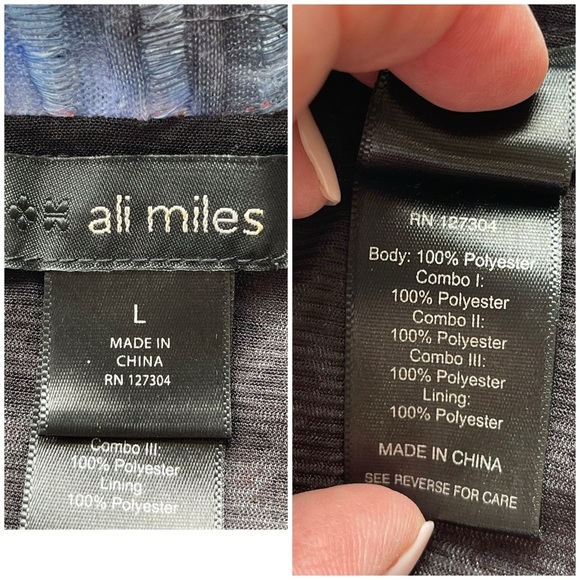 ali miles
L
MADE IN
CHINA
RN 127304
Combo III:
100% Polyester
Lining
100% Polyester
RN 127304
Body: 100% Polyester
Combo I:
100% Polyester
Combo II:
100% Polyester
Combo III:
100% Polyester
Lining:
100% Polyester
MADE IN CHINA
SEE REVERSE FOR CARE